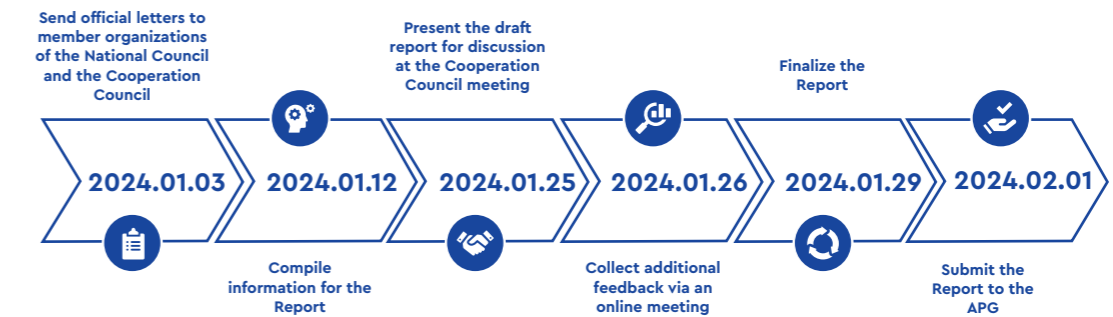 Send official letters to
member organizations
of the National Council
and the Cooperation
Council
2024.01.03
2024.01.12
Compile
information for the
Report
Present the draft
report for discussion
at the Cooperation
Council meeting
2024.01.25
2024.01.26
Collect additional
feedback via an
online meeting
Finalize the
Report
2024.01.29
2024.02.01
Submit the
Report to the
APG